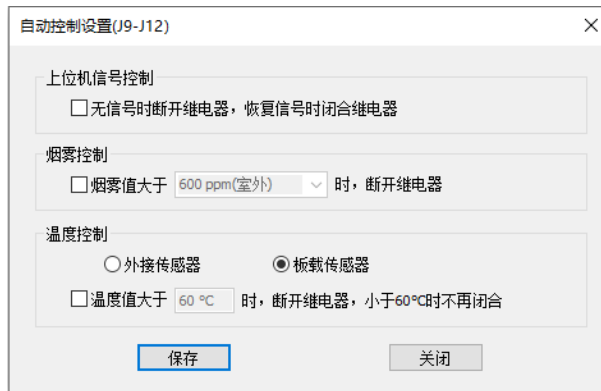 自动控制设置(J9-J12)
上位机信号控制
无信号时断开继电器，恢复信号时闭合继电器
烟雾控制
烟雾值大于 600 ppm(室外) 时，断开继电器
温度控制
外接传感器 板载传感器
温度值大于 60 ℃ 时，断开继电器，小于60℃时不再闭合
保存 关闭